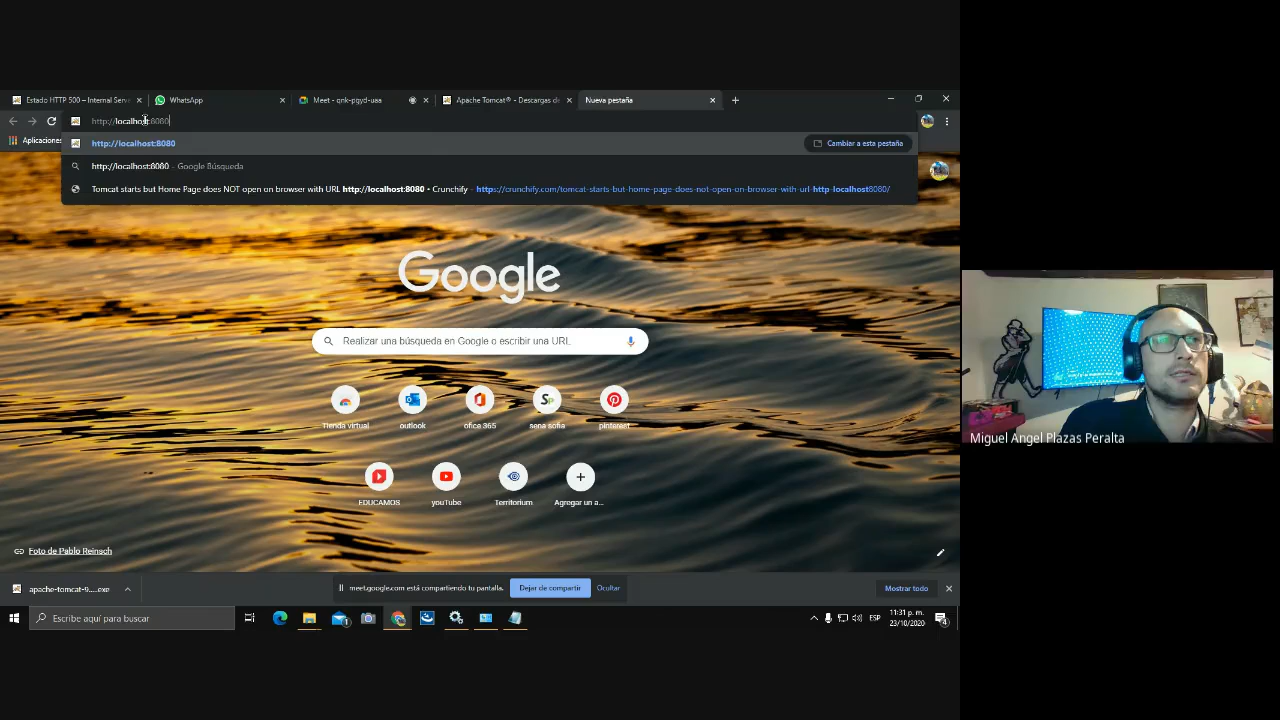 Estado HTTP 500 – Internal Serv
WhatsApp
Meet - qnk-pgyd-uaa
Apache Tomcat® - Descargas de
Nueva pestaña
http://localhost:8080
Aplicaciones
http://localhost:8080
Cambiar a esta pestaña
http://localhost:8080 - Google Búsqueda
Tomcat starts but Home Page does NOT open on browser with URL http://localhost:8080 • Crunchify - https://crunchify.com/tomcat-starts-but-home-page-does-not-open-on-browser-with-url-http-localhost8080/
Google
Realizar una búsqueda en Google o escribir una URL
Tienda virtual
outlook
ofice 365
sena sofia
pinterest
EDUCAMOS
youTube
Territorium
Agregar un a...
Foto de Pablo Reinsch
apache-tomcat-9....exe
meet.google.com está compartiendo tu pantalla.
Dejar de compartir
Ocultar
Mostrar todo
Escribe aquí para buscar
ESP
11:31 p. m.
23/10/2020
Miguel Angel Plazas Peralta